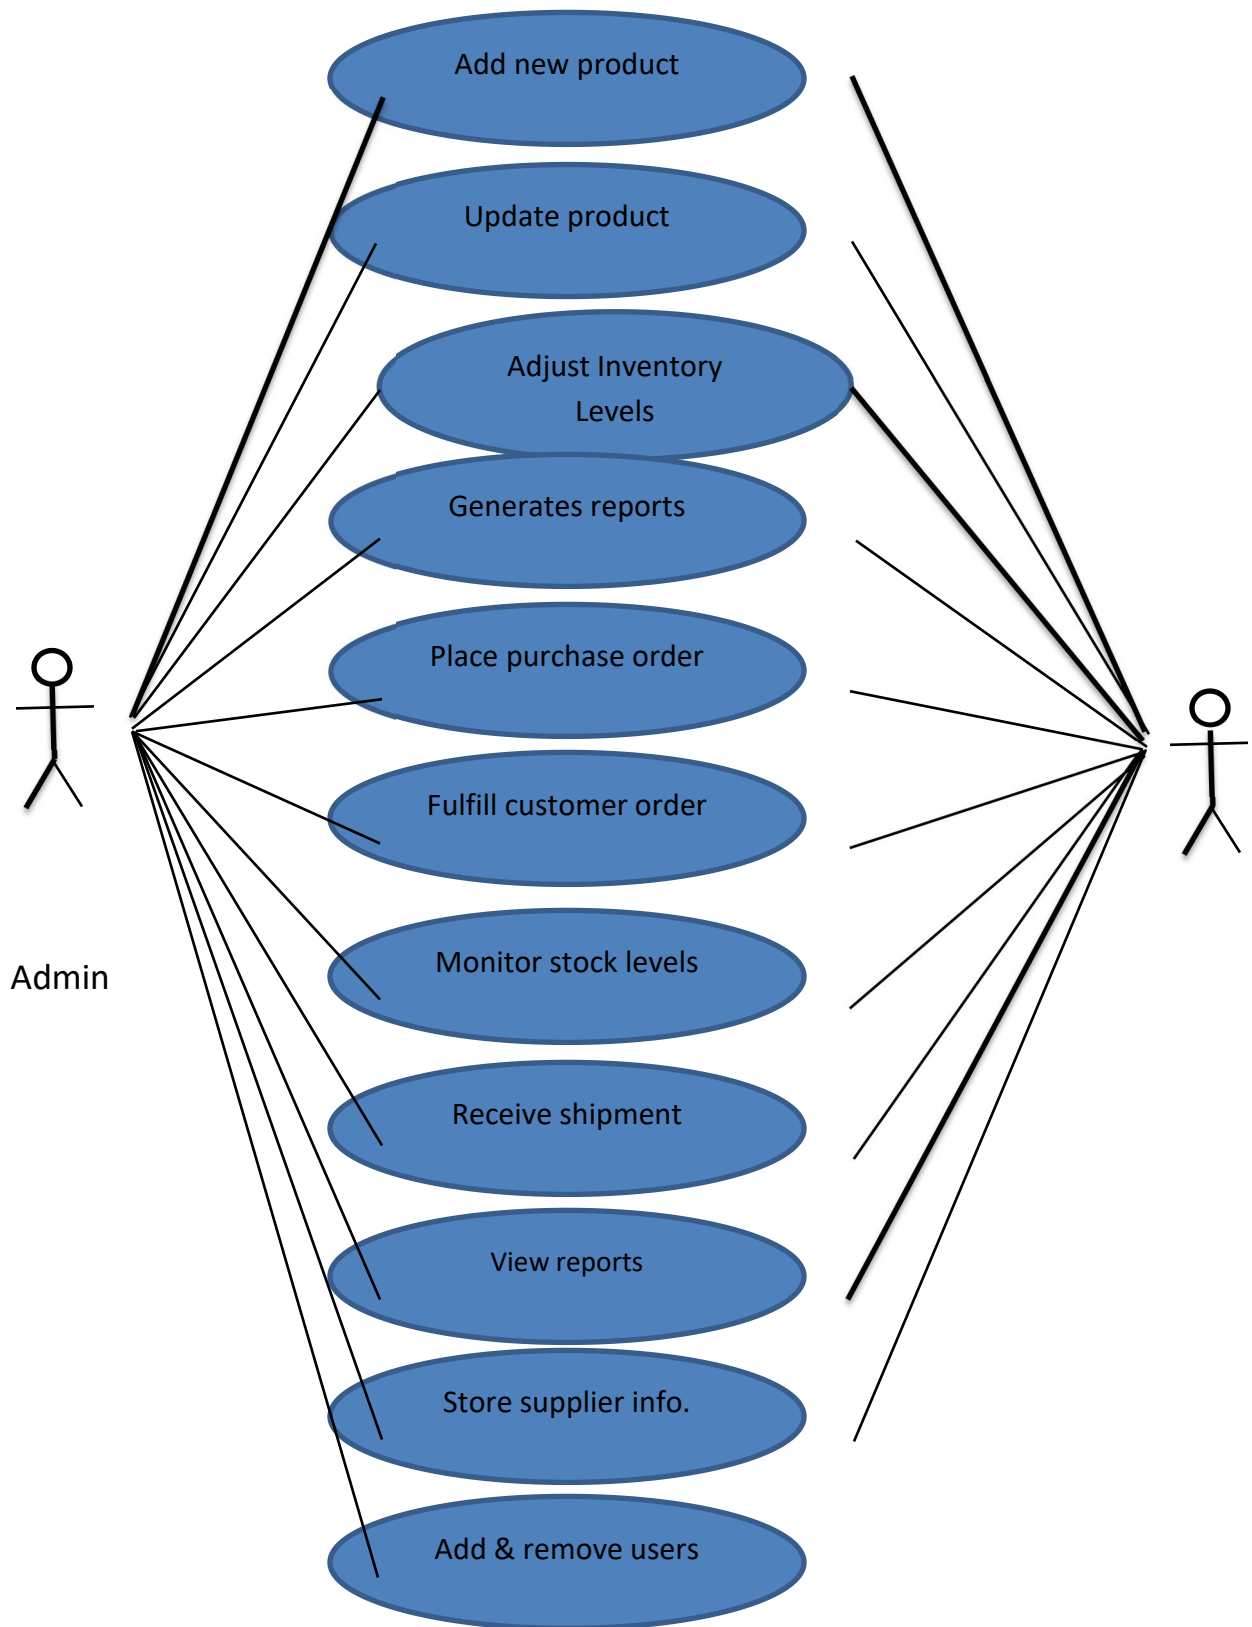 Add new product
Update product
Adjust Inventory
Levels
Generates reports
Place purchase order
Fulfill customer order
Monitor stock levels
Admin
Receive shipment
View reports
Store supplier info.
Add & remove users